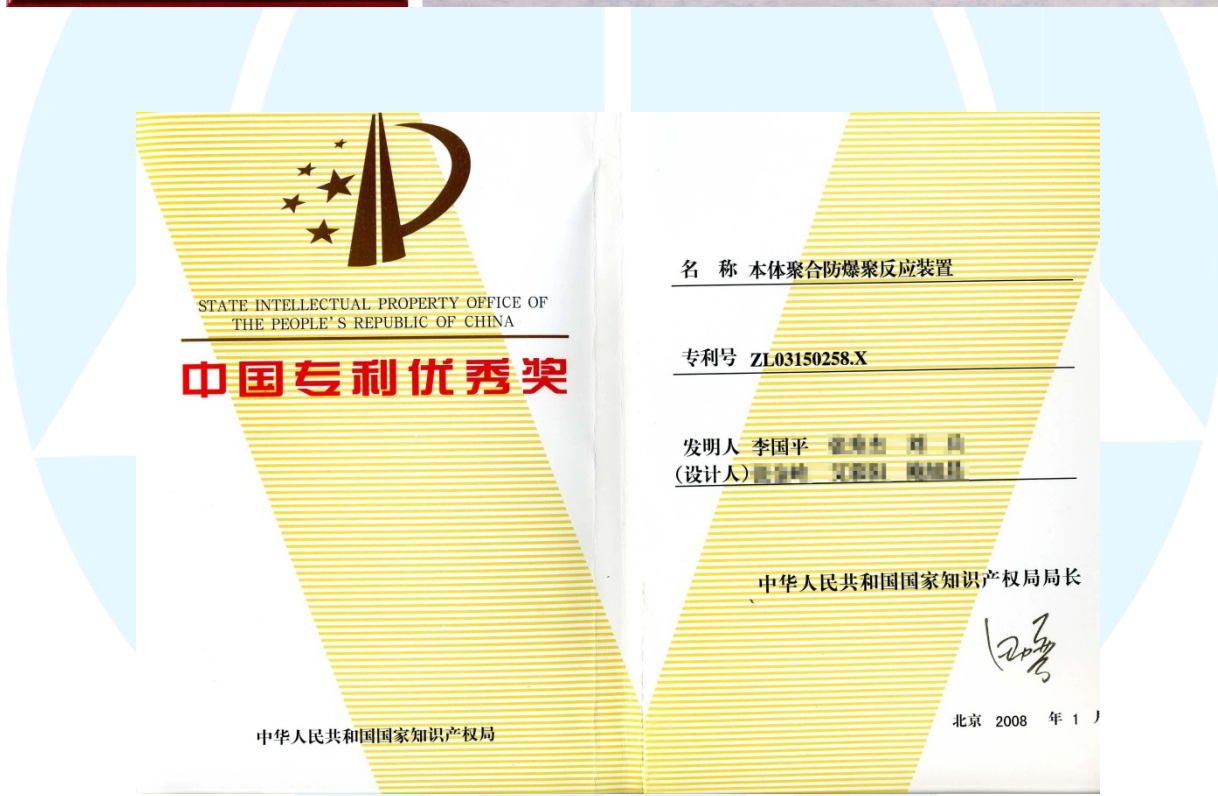 STATE INTELLECTUAL PROPERTY OFFICE OF
THE PEOPLE'S REPUBLIC OF CHINA
中国专利优秀奖
中华人民共和国国家知识产权局
名 称 本体聚合防爆聚反应装置
专利号 ZL03150258.X
发明人 李国平
(设计人)
中华人民共和国国家知识产权局局长
北京 2008 年 1